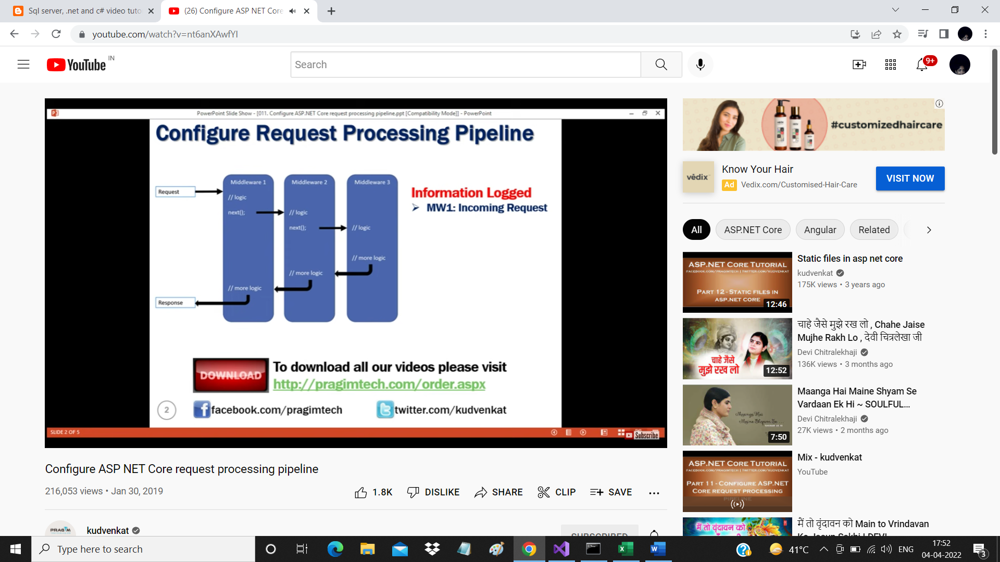 Sql server, .net and c# video tuto
(26) Configure ASP NET Core
youtube.com/watch?v=nt6anXAwfYI
YouTube IN
Search
9+
PowerPoint Slide Show - [011. Configure ASP.NET Core request processing pipeline.ppt [Compatibility Mode]] - PowerPoint
Configure Request Processing Pipeline
Middleware 1
Middleware 2
Middleware 3
Request
// logic
next();
// logic
next();
// logic
// more logic
// more logic
// more logic
Response
Information Logged
MW1: Incoming Request
DOWNLOAD
To download all our videos please visit
http://pragimtech.com/order.aspx
2
facebook.com/pragimtech
twitter.com/kudvenkat
SLIDE 2 OF 5
Subscribe
Configure ASP NET Core request processing pipeline
216,053 views • Jan 30, 2019
1.8K
DISLIKE
SHARE
CLIP
SAVE
PRAGIM
kudvenkat
SUBSCRIBED
#customizedhaircare
vedix
Know Your Hair
Ad Vedix.com/Customised-Hair-Care
VISIT NOW
All
ASP.NET Core
Angular
Related
ASP.NET Core Tutorial
FACEBOOK.COM/PRAGIMTECH | TWITTER.COM/KUDVENKAT
Part 12 - Static files in
asp.net core
12:46
Static files in asp net core
kudvenkat
175K views • 3 years ago
चाहे जैसे
मुझे रख लो
12:52
चाहे जैसे मुझे रख लो , Chahe Jaise
Mujhe Rakh Lo , देवी चित्रलेखा जी
Devi Chitralekhaji
136K views • 3 months ago
7:50
Maanga Hai Maine Shyam Se
Vardaan Ek Hi ~ SOULFUL...
Devi Chitralekhaji
27K views • 2 months ago
ASP.NET Core Tutorial
FACEBOOK.COM/PRAGIMTECH | TWITTER.COM/KUDVENKAT
Part 11 - Configure ASP.NET
Core request processing
pipeline
Mix - kudvenkat
YouTube
मैं तो वृंदावन को
मैं तो वृंदावन को Main to Vrindavan
Type here to search
41°C
ENG
17:52
04-04-2022
3